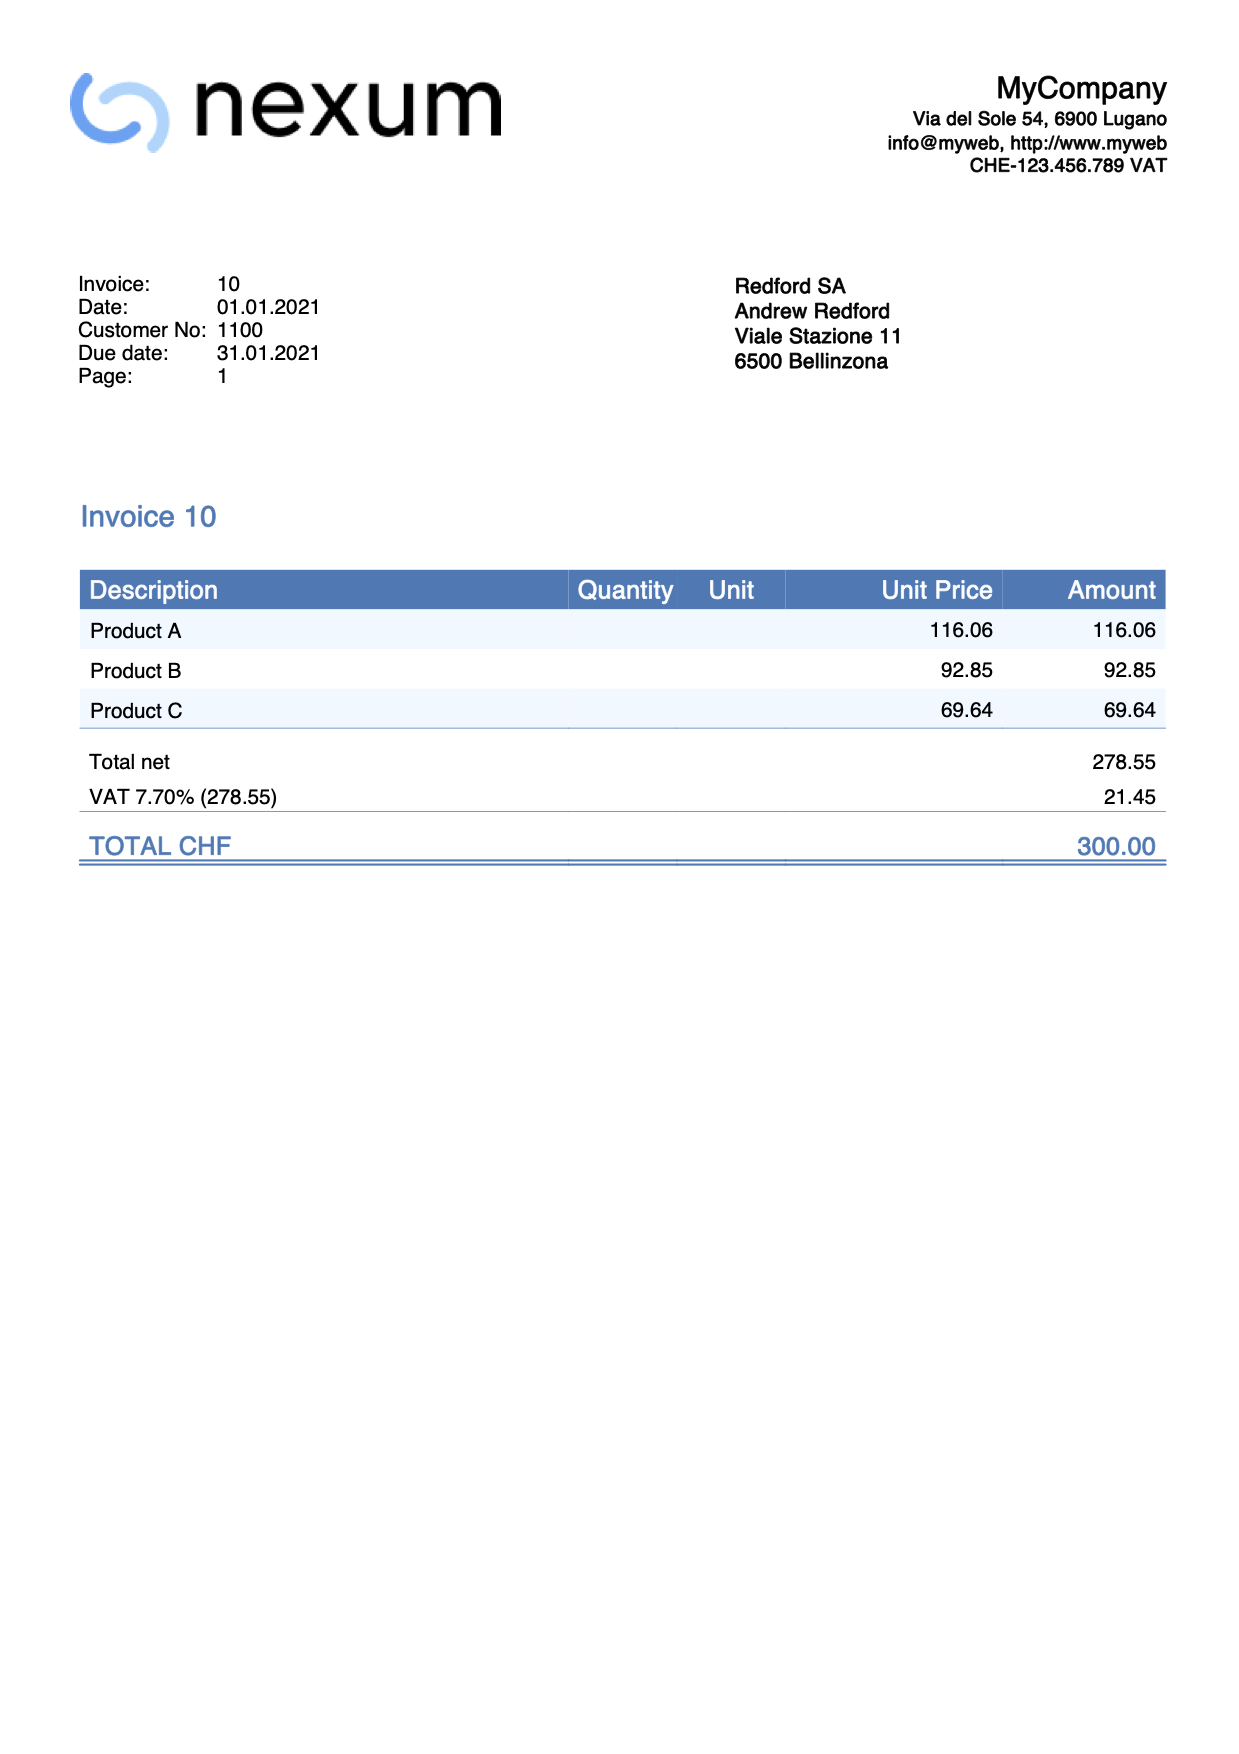 nexum
MyCompany
Via del Sole 54, 6900 Lugano
info@myweb, http://www.myweb
CHE-123.456.789 VAT
Invoice: 10
Date: 01.01.2021
Customer No: 1100
Due date: 31.01.2021
Page: 1
Redford SA
Andrew Redford
Viale Stazione 11
6500 Bellinzona
Invoice 10
Description Quantity Unit Unit Price Amount
Product A 116.06 116.06
Product B 92.85 92.85
Product C 69.64 69.64
Total net 278.55
VAT 7.70% (278.55) 21.45
TOTAL CHF 300.00